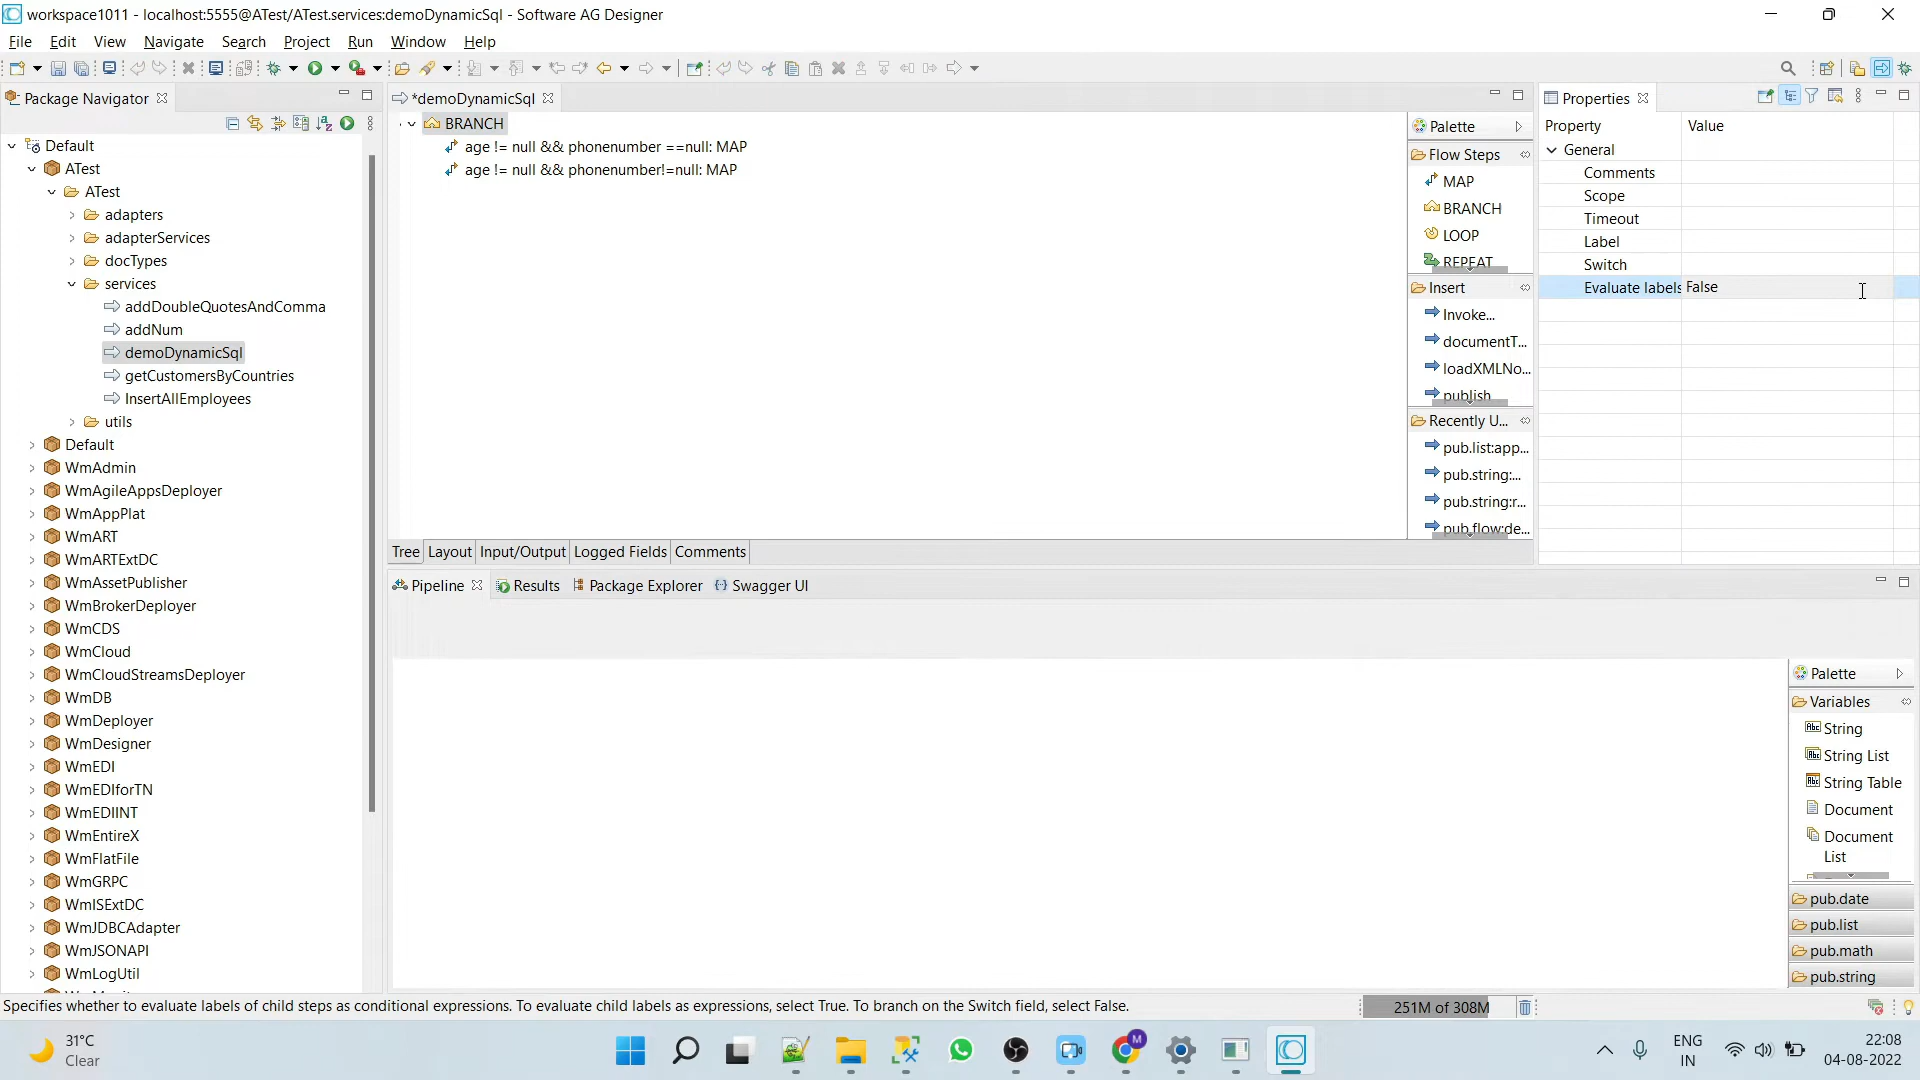 workspace1011 - localhost:5555@ATest/ATest.services:demoDynamicSql - Software AG Designer
File Edit View Navigate Search Project Run Window Help
Package Navigator
Default
ATest
ATest
adapters
adapterServices
docTypes
services
addDoubleQuotesAndComma
addNum
demoDynamicSql
getCustomersByCountries
InsertAllEmployees
utils
Default
WmAdmin
WmAgileAppsDeployer
WmAppPlat
WmART
WmARTExtDC
WmAssetPublisher
WmBrokerDeployer
WmCDS
WmCloud
WmCloudStreamsDeployer
WmDB
WmDeployer
WmDesigner
WmEDI
WmEDIforTN
WmEDIINT
WmEntireX
WmFlatFile
WmGRPC
WmISExtDC
WmJDBCAdapter
WmJSONAPI
WmLogUtil
*demoDynamicSql
BRANCH
age != null && phonenumber ==null: MAP
age != null && phonenumber!=null: MAP
Palette
Flow Steps
MAP
BRANCH
LOOP
REPEAT
Insert
Invoke...
documentT...
loadXMLNo...
publish
Recently U...
pub.list:app...
pub.string:...
pub.string:r...
pub.flow:de...
Tree Layout Input/Output Logged Fields Comments
Properties
Property Value
General
Comments
Scope
Timeout
Label
Switch
Evaluate labels False
Pipeline Results Package Explorer Swagger UI
Palette
Variables
String
String List
String Table
Document
Document
List
pub.date
pub.list
pub.math
pub.string
Specifies whether to evaluate labels of child steps as conditional expressions. To evaluate child labels as expressions, select True. To branch on the Switch field, select False.
251M of 308M
31°C
Clear
M
ENG
IN
22:08
04-08-2022